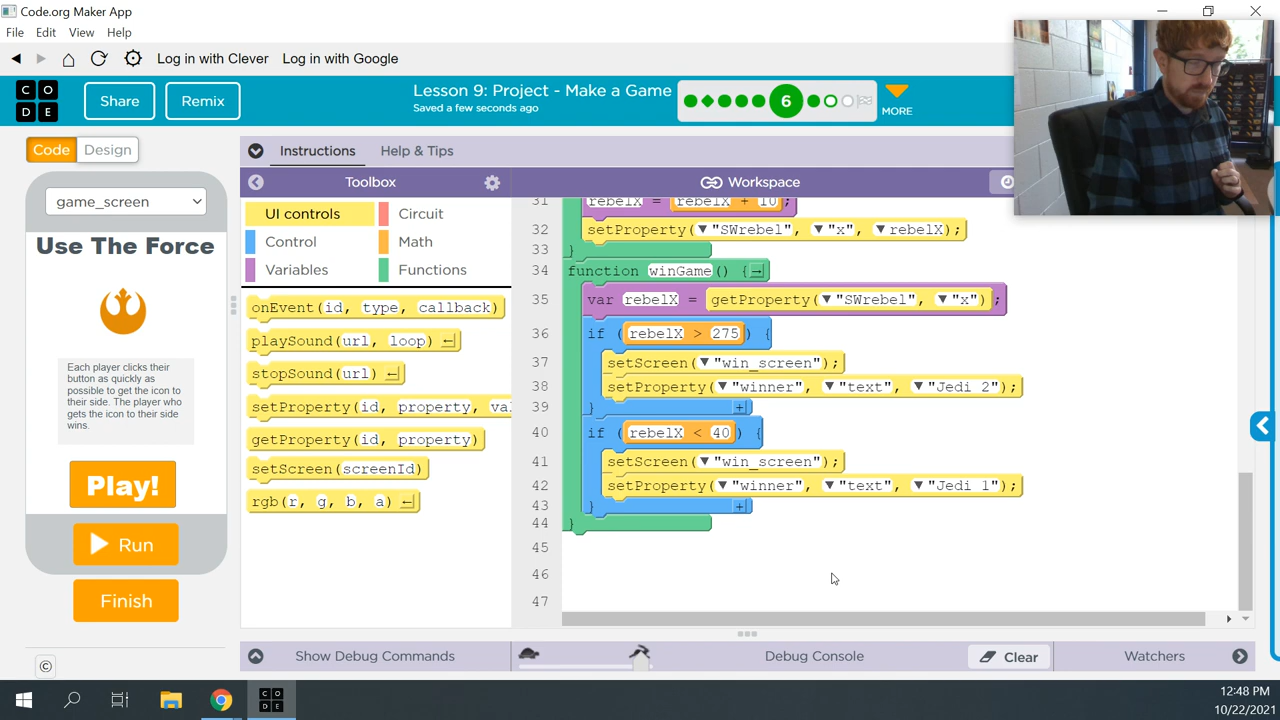 Code.org Maker App
File Edit View Help
Log in with Clever Log in with Google
CO
DE
Share
Remix
Lesson 9: Project - Make a Game
Saved a few seconds ago
6
MORE
Code Design
Instructions Help & Tips
game_screen
Use The Force
Each player clicks their
button as quickly as
possible to get the icon to
their side. The player who
gets the icon to their side
wins.
Play!
Run
Finish
©
Toolbox
UI controls Circuit
Control Math
Variables Functions
onEvent(id, type, callback)
playSound(url, loop)
stopSound(url)
setProperty(id, property, val
getProperty(id, property)
setScreen(screenId)
rgb(r, g, b, a)
Workspace
31 rebelX = rebelX + 10;
32 setProperty("SWrebel", "x", rebelX);
33 }
34 function winGame() {
35 var rebelX = getProperty("SWrebel", "x");
36 if (rebelX > 275) {
37 setScreen("win_screen");
38 setProperty("winner", "text", "Jedi 2");
39 } +
40 if (rebelX < 40) {
41 setScreen("win_screen");
42 setProperty("winner", "text", "Jedi 1");
43 } +
44 }
45
46
47
Show Debug Commands Debug Console Clear Watchers
CO
DE
12:48 PM
10/22/2021